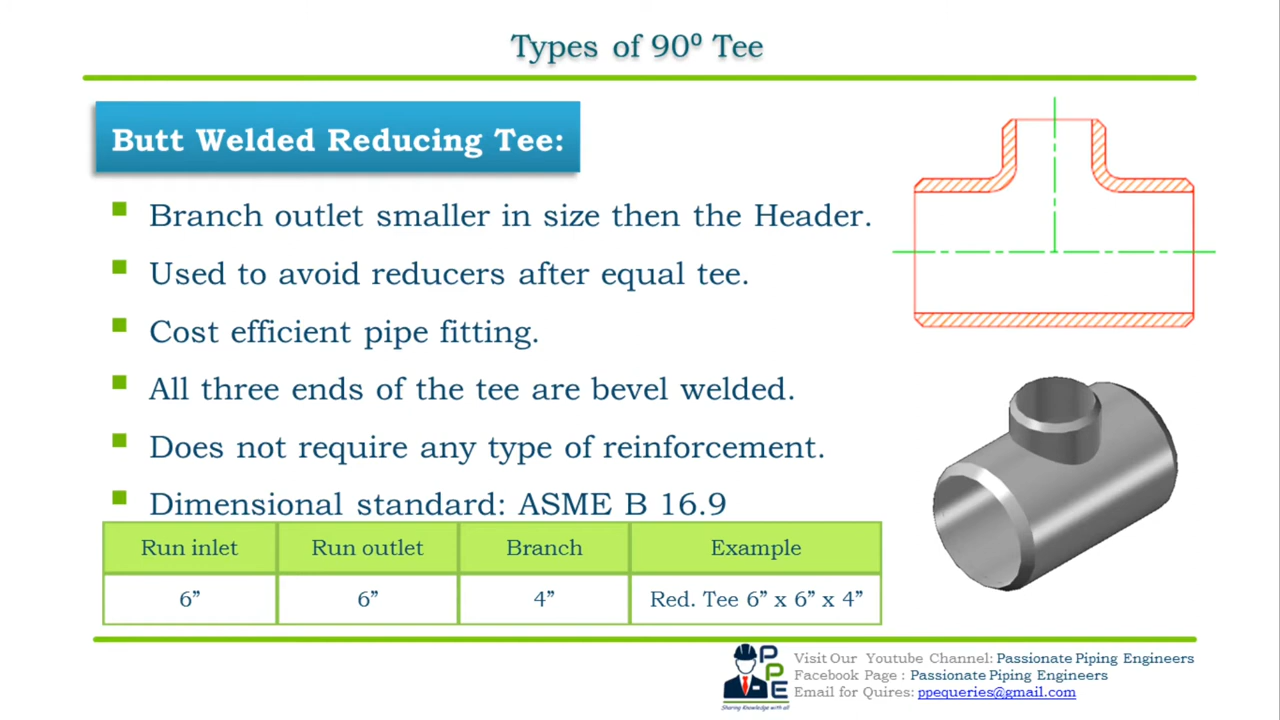 Types of 90⁰ Tee
Butt Welded Reducing Tee:
Branch outlet smaller in size then the Header.
Used to avoid reducers after equal tee.
Cost efficient pipe fitting.
All three ends of the tee are bevel welded.
Does not require any type of reinforcement.
Dimensional standard: ASME B 16.9
Run inlet Run outlet Branch Example
6” 6” 4” Red. Tee 6” x 6” x 4”
PPE
Sharing Knowledge with all
Visit Our Youtube Channel: Passionate Piping Engineers
Facebook Page : Passionate Piping Engineers
Email for Quires: ppequeries@gmail.com